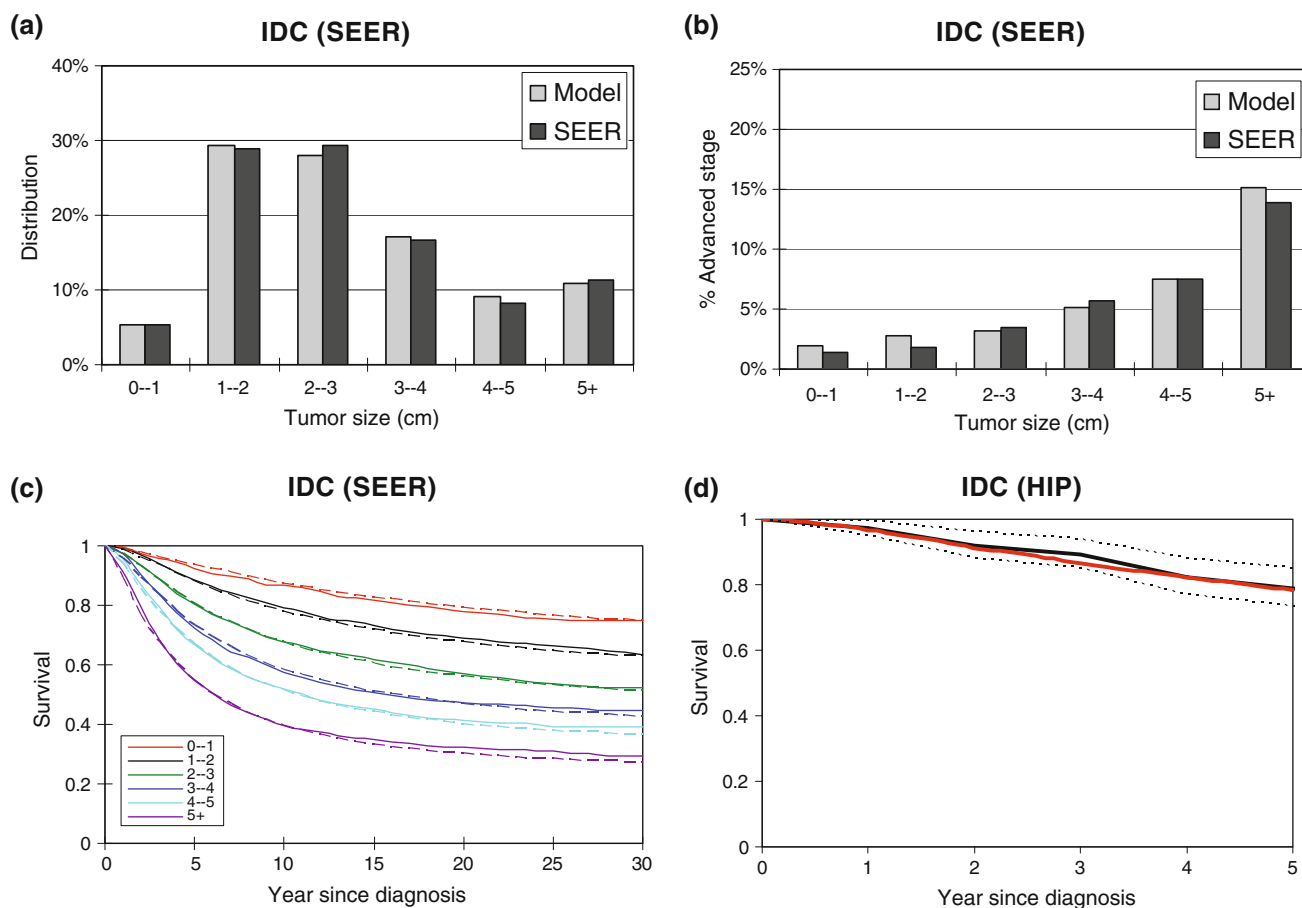 (a)
IDC (SEER)
40%
30%
20%
10%
0%
Distribution
Model
SEER
0--1
1--2
2--3
3--4
4--5
5+
Tumor size (cm)
(b)
IDC (SEER)
25%
20%
15%
10%
5%
0%
% Advanced stage
Model
SEER
0--1
1--2
2--3
3--4
4--5
5+
Tumor size (cm)
(c)
IDC (SEER)
1
0.8
0.6
0.4
0.2
0
Survival
0--1
1--2
2--3
3--4
4--5
5+
0
5
10
15
20
25
30
Year since diagnosis
(d)
IDC (HIP)
1
0.8
0.6
0.4
0.2
0
Survival
0
1
2
3
4
5
Year since diagnosis